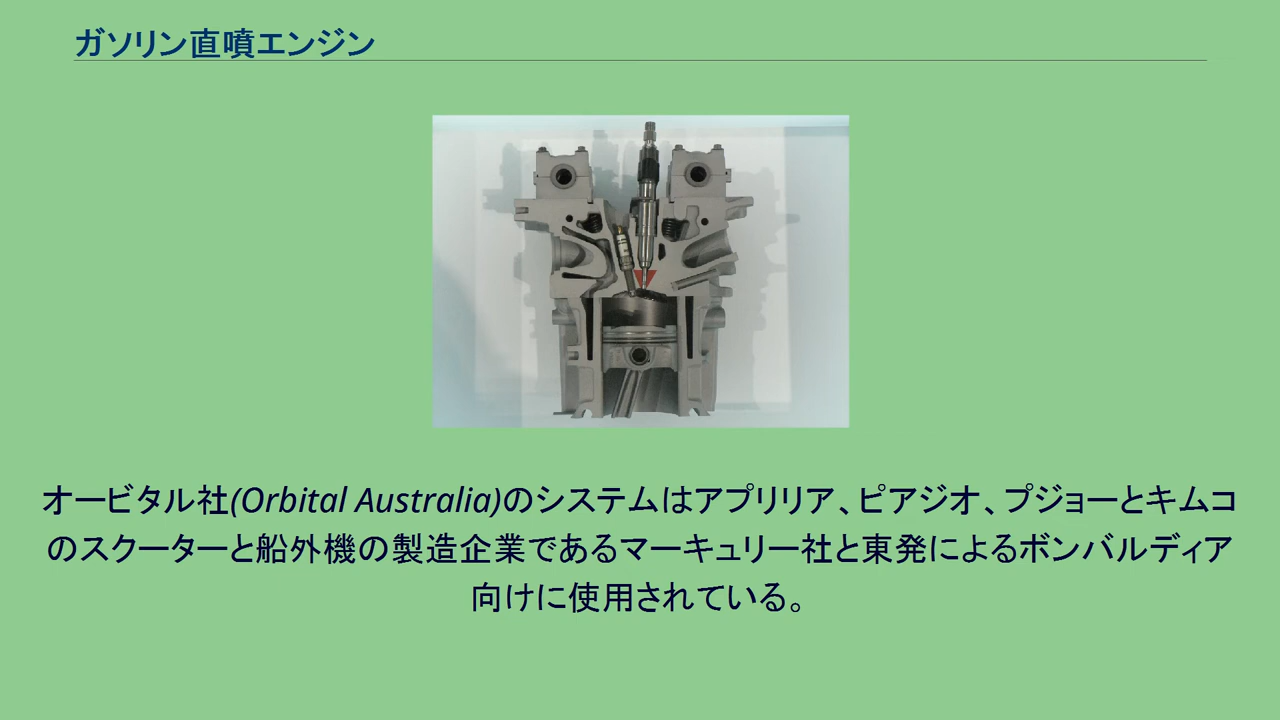 ガソリン直噴エンジン
オービタル社(Orbital Australia)のシステムはアプリリア、ピアジオ、プジョーとキムコ
のスクーターと船外機の製造企業であるマーキュリー社と東発によるボンバルディア
向けに使用されている。